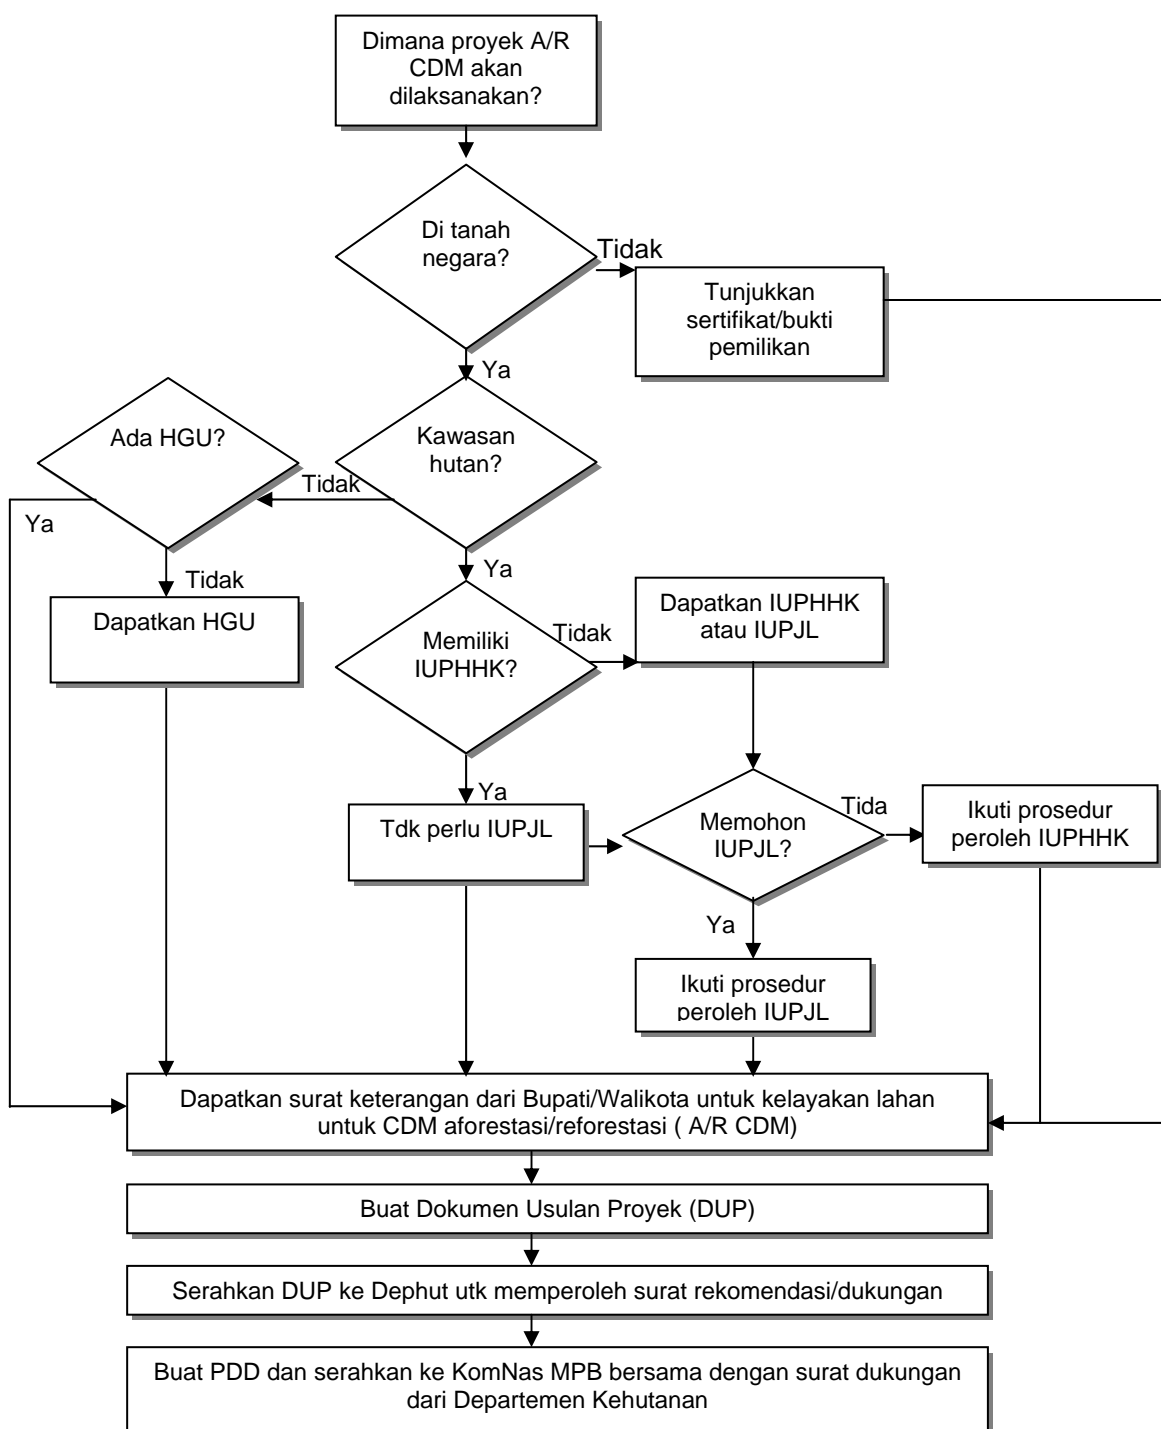 Dimana proyek A/R
CDM akan
dilaksanakan?
Di tanah
negara?
Tidak
Tunjukkan
sertifikat/bukti
pemilikan
Ya
Ada HGU?
Kawasan
hutan?
Tidak
Ya
Ya
Tidak
Dapatkan HGU
Memiliki
IUPHHK?
Tidak
Dapatkan IUPHHK
atau IUPJL
Ya
Tdk perlu IUPJL
Memohon
IUPJL?
Tida
Ikuti prosedur
peroleh IUPHHK
Ya
Ikuti prosedur
peroleh IUPJL
Dapatkan surat keterangan dari Bupati/Walikota untuk kelayakan lahan
untuk CDM aforestasi/reforestasi ( A/R CDM)
Buat Dokumen Usulan Proyek (DUP)
Serahkan DUP ke Dephut utk memperoleh surat rekomendasi/dukungan
Buat PDD dan serahkan ke KomNas MPB bersama dengan surat dukungan
dari Departemen Kehutanan